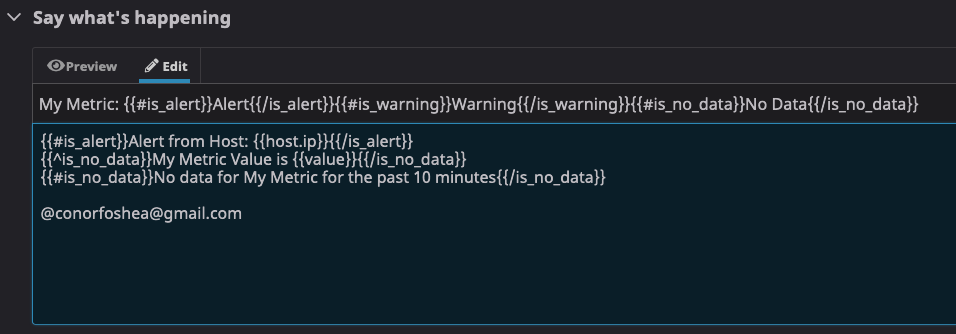 Say what's happening
Preview Edit
My Metric: {{#is_alert}}Alert{{/is_alert}}{{#is_warning}}Warning{{/is_warning}}{{#is_no_data}}No Data{{/is_no_data}}
{{#is_alert}}Alert from Host: {{host.ip}}{{/is_alert}}
{{^is_no_data}}My Metric Value is {{value}}{{/is_no_data}}
{{#is_no_data}}No data for My Metric for the past 10 minutes{{/is_no_data}}
@conorfoshea@gmail.com